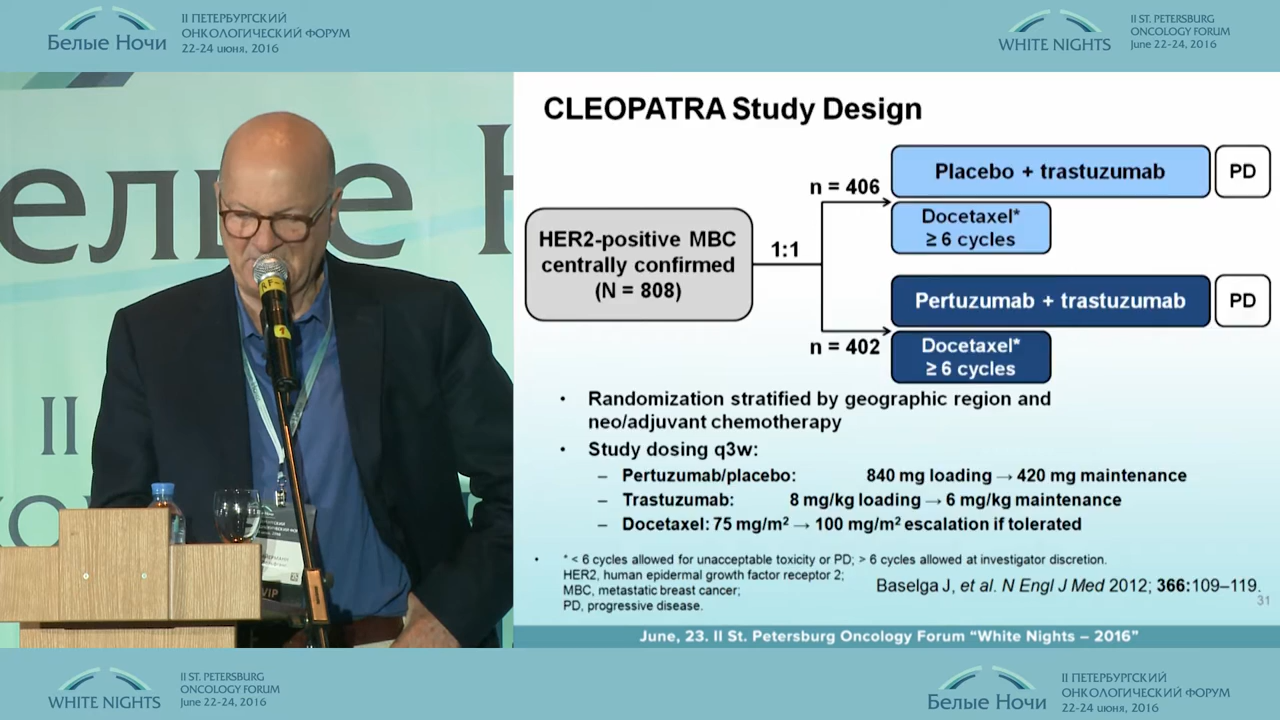 Белые Ночи
II ПЕТЕРБУРГСКИЙ
ОНКОЛОГИЧЕСКИЙ ФОРУМ
22-24 июня, 2016
WHITE NIGHTS
II ST. PETERSBURG
ONCOLOGY FORUM
June 22-24, 2016
елые Н
II
VIP
CLEOPATRA Study Design
HER2-positive MBC
centrally confirmed
(N = 808)
1:1
n = 406
Placebo + trastuzumab
PD
Docetaxel*
≥ 6 cycles
n = 402
Pertuzumab + trastuzumab
PD
Docetaxel*
≥ 6 cycles
• Randomization stratified by geographic region and
neo/adjuvant chemotherapy
• Study dosing q3w:
– Pertuzumab/placebo: 840 mg loading → 420 mg maintenance
– Trastuzumab: 8 mg/kg loading → 6 mg/kg maintenance
– Docetaxel: 75 mg/m² → 100 mg/m² escalation if tolerated
• * < 6 cycles allowed for unacceptable toxicity or PD; > 6 cycles allowed at investigator discretion.
HER2, human epidermal growth factor receptor 2;
MBC, metastatic breast cancer;
PD, progressive disease.
Baselga J, et al. N Engl J Med 2012; 366:109–119.
31
June, 23. II St. Petersburg Oncology Forum “White Nights – 2016”
WHITE NIGHTS
II ST. PETERSBURG
ONCOLOGY FORUM
June 22-24, 2016
Белые Ночи
II ПЕТЕРБУРГСКИЙ
ОНКОЛОГИЧЕСКИЙ ФОРУМ
22-24 июня, 2016